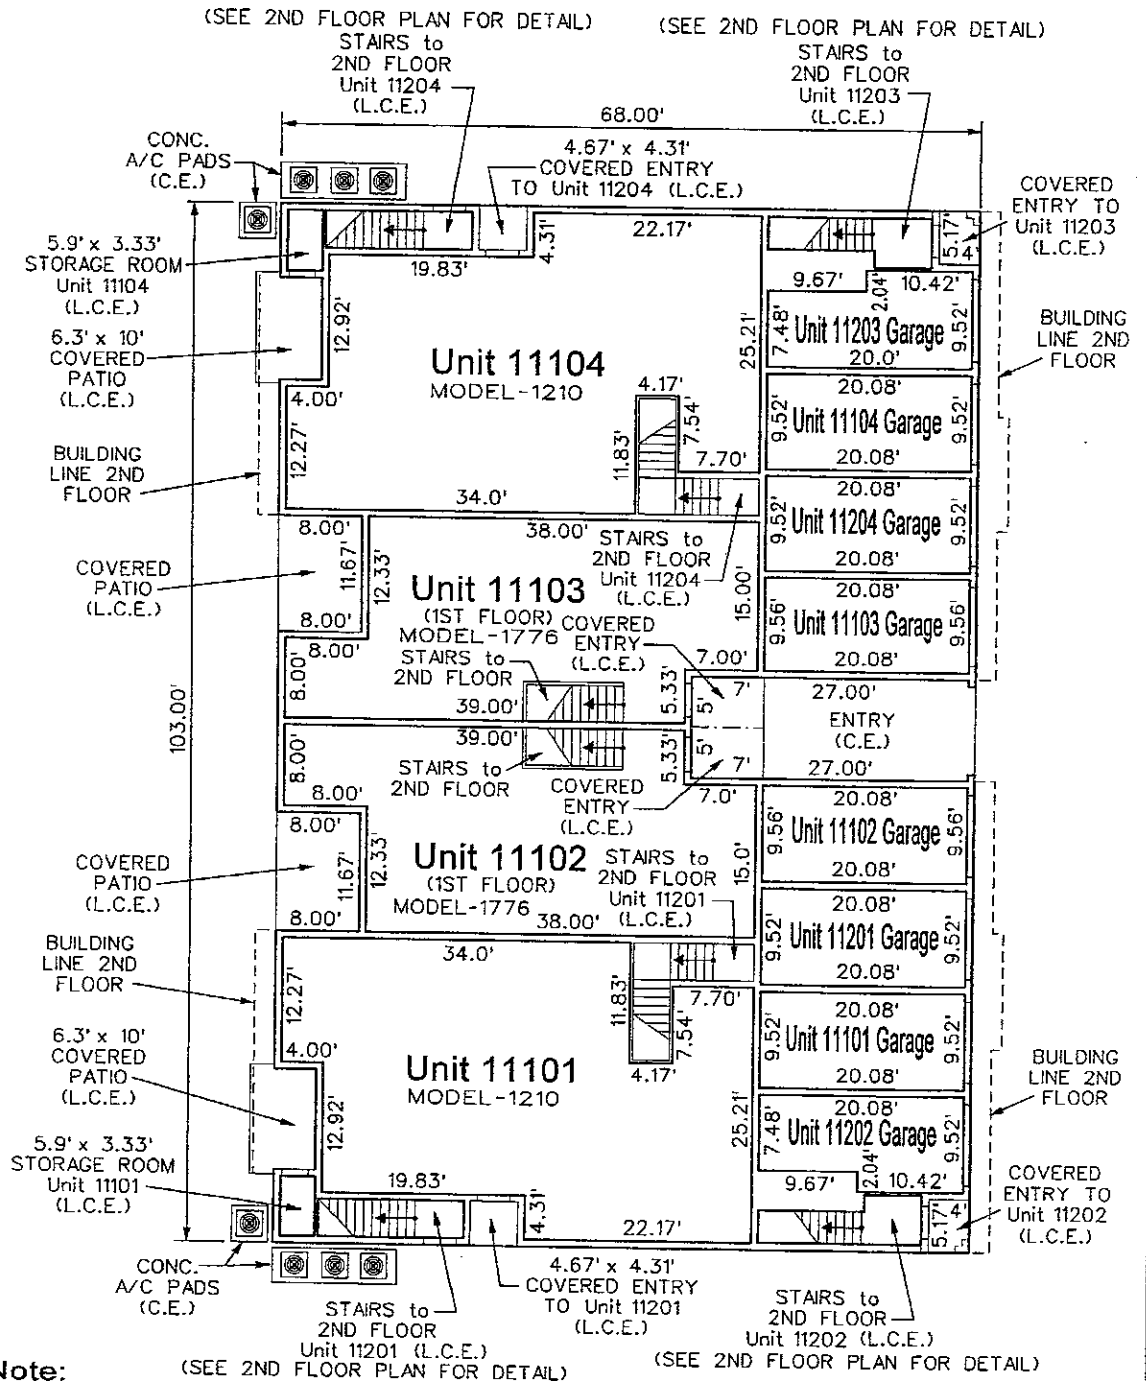 (SEE 2ND FLOOR PLAN FOR DETAIL)
(SEE 2ND FLOOR PLAN FOR DETAIL)
STAIRS to
2ND FLOOR
Unit 11204
(L.C.E.)
STAIRS to
2ND FLOOR
Unit 11203
(L.C.E.)
68.00'
CONC.
A/C PADS
(C.E.)
4.67' x 4.31'
COVERED ENTRY
TO Unit 11204 (L.C.E.)
COVERED
ENTRY TO
Unit 11203
(L.C.E.)
5.9' x 3.33'
STORAGE ROOM
Unit 11104
(L.C.E.)
6.3' x 10'
COVERED
PATIO
(L.C.E.)
BUILDING
LINE 2ND
FLOOR
19.83'
4.31'
22.17'
5.17'
4'
12.92'
4.00'
12.27'
Unit 11104
MODEL-1210
25.21'
4.17'
7.54'
11.83'
7.70'
34.0'
9.67'
2.04'
10.42'
7.48'
Unit 11203 Garage
9.52'
20.0'
BUILDING
LINE 2ND
FLOOR
20.08'
9.52'
Unit 11104 Garage
9.52'
20.08'
20.08'
9.52'
Unit 11204 Garage
9.52'
20.08'
20.08'
9.56'
Unit 11103 Garage
9.56'
20.08'
8.00'
38.00'
STAIRS to
2ND FLOOR
Unit 11204
(L.C.E.)
COVERED
PATIO
(L.C.E.)
11.67'
12.33'
Unit 11103
(1ST FLOOR)
MODEL-1776
15.00'
8.00'
8.00'
COVERED
ENTRY
(L.C.E.)
STAIRS to
2ND FLOOR
7.00'
8.00'
39.00'
5.33'
5'
7'
27.00'
ENTRY
(C.E.)
103.00'
39.00'
8.00'
STAIRS to
2ND FLOOR
5.33'
5'
7'
27.00'
COVERED
ENTRY
(L.C.E.)
8.00'
7.0'
8.00'
COVERED
PATIO
(L.C.E.)
11.67'
12.33'
Unit 11102
(1ST FLOOR)
MODEL-1776
STAIRS to
2ND FLOOR
Unit 11201
(L.C.E.)
15.0'
8.00'
38.00'
20.08'
9.56'
Unit 11102 Garage
9.56'
20.08'
20.08'
9.52'
Unit 11201 Garage
9.52'
20.08'
20.08'
9.52'
Unit 11101 Garage
9.52'
20.08'
20.08'
7.48'
Unit 11202 Garage
9.52'
9.67'
2.04'
10.42'
BUILDING
LINE 2ND
FLOOR
34.0'
12.27'
11.83'
7.70'
7.54'
4.17'
4.00'
Unit 11101
MODEL-1210
25.21'
12.92'
6.3' x 10'
COVERED
PATIO
(L.C.E.)
BUILDING
LINE 2ND
FLOOR
5.9' x 3.33'
STORAGE ROOM
Unit 11101
(L.C.E.)
19.83'
4.31'
22.17'
5.17'
4'
COVERED
ENTRY TO
Unit 11202
(L.C.E.)
CONC.
A/C PADS
(C.E.)
4.67' x 4.31'
COVERED ENTRY
TO Unit 11201
(L.C.E.)
STAIRS to
2ND FLOOR
Unit 11201 (L.C.E.)
(SEE 2ND FLOOR PLAN FOR DETAIL)
STAIRS to
2ND FLOOR
Unit 11202 (L.C.E.)
(SEE 2ND FLOOR PLAN FOR DETAIL)
Note: